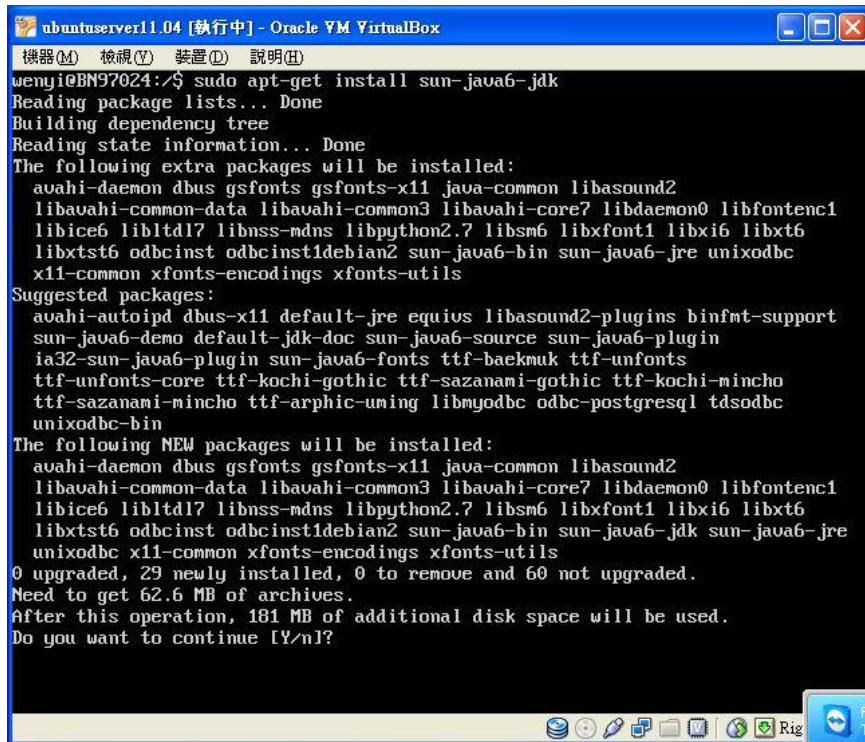 ubuntuserver11.04 [執行中] - Oracle VM VirtualBox
機器(M) 檢視(V) 裝置(D) 說明(H)
wenyi@BN97024:/$ sudo apt-get install sun-java6-jdk
Reading package lists... Done
Building dependency tree
Reading state information... Done
The following extra packages will be installed:
avahi-daemon dbus gsfonts gsfonts-x11 java-common libasound2
libavahi-common-data libavahi-common3 libavahi-core7 libdaemon0 libfontenc1
libice6 libltdl7 libnss-mdns libpython2.7 libsm6 libxfont1 libxi6 libxt6
libxtst6 odbcinst odbcinst1debian2 sun-java6-bin sun-java6-jre unixodbc
x11-common xfonts-encodings xfonts-utils
Suggested packages:
avahi-autoipd dbus-x11 default-jre equivs libasound2-plugins binfmt-support
sun-java6-demo default-jdk-doc sun-java6-source sun-java6-plugin
ia32-sun-java6-plugin sun-java6-fonts ttf-baekmuk ttf-unfonts
ttf-unfonts-core ttf-kochi-gothic ttf-sazanami-gothic ttf-kochi-mincho
ttf-sazanami-mincho ttf-arphic-uming libmyodbc odbc-postgresql tdsodbc
unixodbc-bin
The following NEW packages will be installed:
avahi-daemon dbus gsfonts gsfonts-x11 java-common libasound2
libavahi-common-data libavahi-common3 libavahi-core7 libdaemon0 libfontenc1
libice6 libltdl7 libnss-mdns libpython2.7 libsm6 libxfont1 libxi6 libxt6
libxtst6 odbcinst odbcinst1debian2 sun-java6-bin sun-java6-jdk sun-java6-jre
unixodbc x11-common xfonts-encodings xfonts-utils
0 upgraded, 29 newly installed, 0 to remove and 60 not upgraded.
Need to get 62.6 MB of archives.
After this operation, 181 MB of additional disk space will be used.
Do you want to continue [Y/n]?
Rig